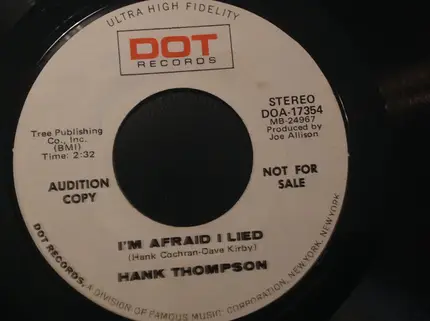 ULTRA HIGH FIDELITY
DOT
RECORDS
STEREO
DOA-17354
MB-24967
Produced by
Joe Allison
Tree Publishing
Co., Inc.
(BMI)
Time: 2:32
AUDITION
COPY
NOT FOR
SALE
I'M AFRAID I LIED
(Hank Cochran-Dave Kirby)
HANK THOMPSON
DOT RECORDS, A DIVISION OF FAMOUS MUSIC CORPORATION, NEW YORK, NEW YORK